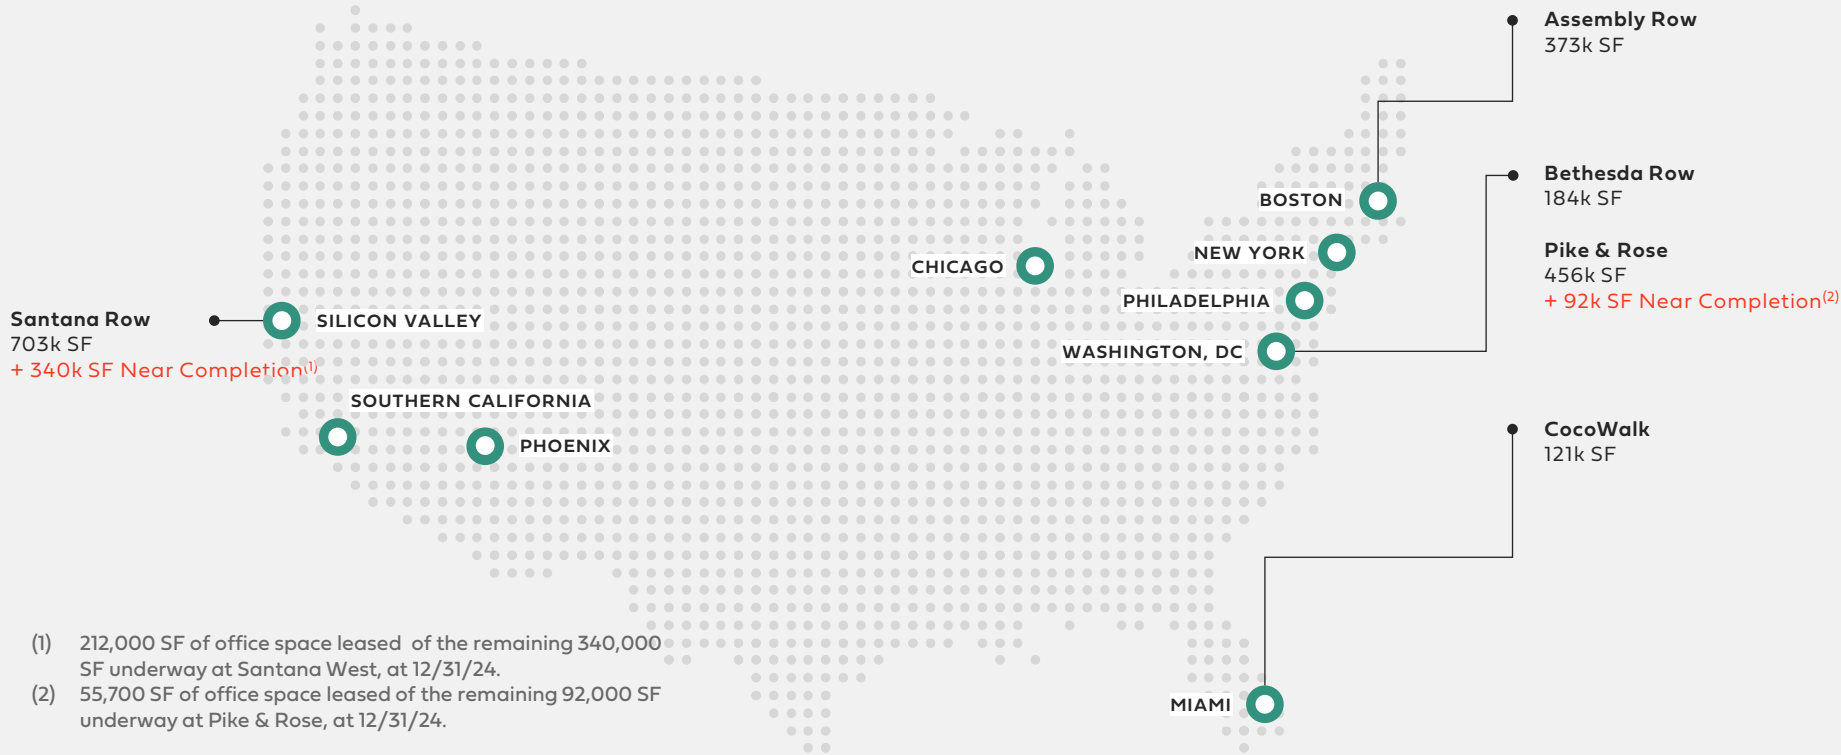 Assembly Row
373k SF
Bethesda Row
184k SF
BOSTON
NEW YORK
Pike & Rose
456k SF
+ 92k SF Near Completion(2)
CHICAGO
PHILADELPHIA
Santana Row
703k SF
+ 340k SF Near Completion(1)
SILICON VALLEY
WASHINGTON, DC
SOUTHERN CALIFORNIA
PHOENIX
CocoWalk
121k SF
(1) 212,000 SF of office space leased of the remaining 340,000
SF underway at Santana West, at 12/31/24.
(2) 55,700 SF of office space leased of the remaining 92,000 SF
underway at Pike & Rose, at 12/31/24.
MIAMI